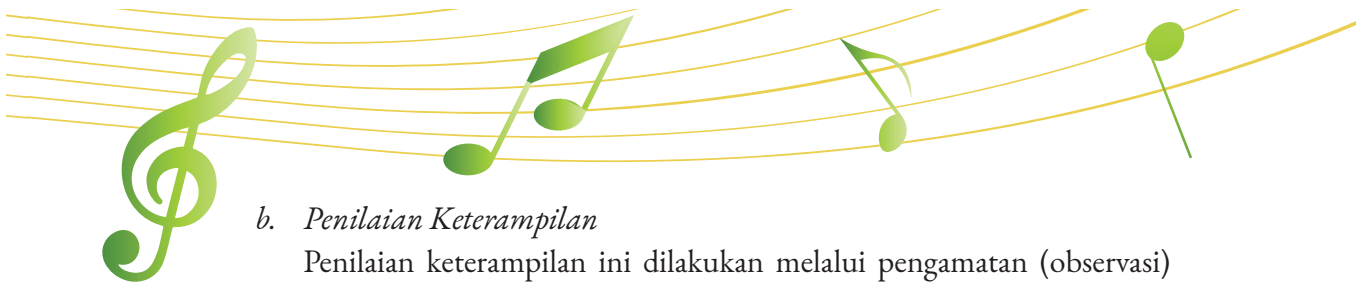 b. Penilaian Keterampilan
Penilaian keterampilan ini dilakukan melalui pengamatan (observasi)